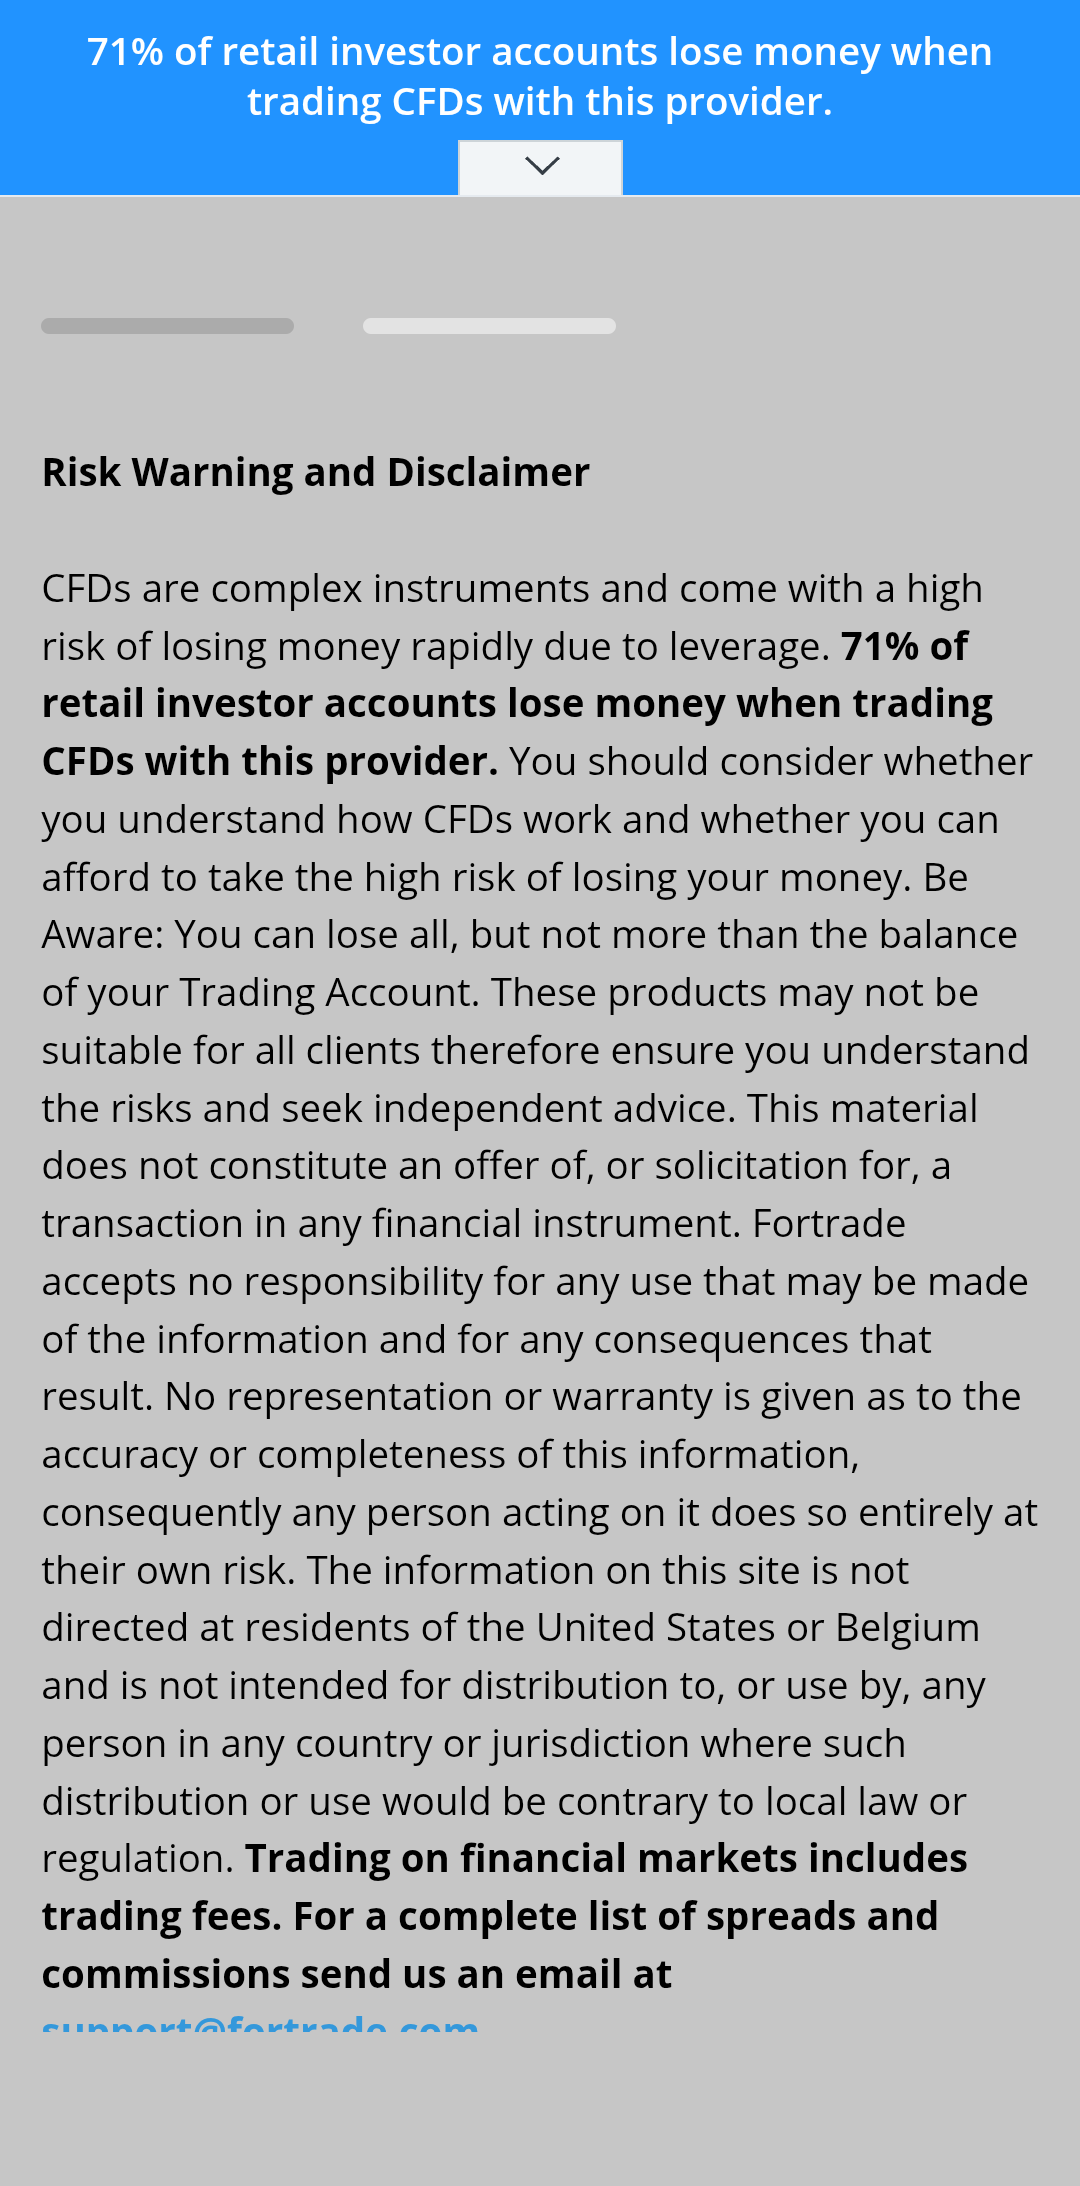 71% of retail investor accounts lose money when
trading CFDs with this provider.
Risk Warning and Disclaimer
CFDs are complex instruments and come with a high
risk of losing money rapidly due to leverage. 71% of
retail investor accounts lose money when trading
CFDs with this provider. You should consider whether
you understand how CFDs work and whether you can
afford to take the high risk of losing your money. Be
Aware: You can lose all, but not more than the balance
of your Trading Account. These products may not be
suitable for all clients therefore ensure you understand
the risks and seek independent advice. This material
does not constitute an offer of, or solicitation for, a
transaction in any financial instrument. Fortrade
accepts no responsibility for any use that may be made
of the information and for any consequences that
result. No representation or warranty is given as to the
accuracy or completeness of this information,
consequently any person acting on it does so entirely at
their own risk. The information on this site is not
directed at residents of the United States or Belgium
and is not intended for distribution to, or use by, any
person in any country or jurisdiction where such
distribution or use would be contrary to local law or
regulation. Trading on financial markets includes
trading fees. For a complete list of spreads and
commissions send us an email at
support@fortrade.com